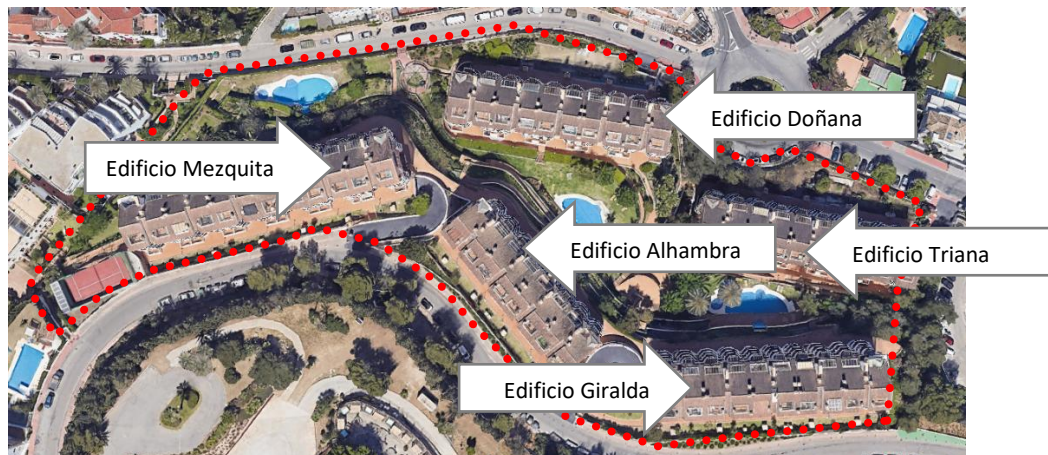 Edificio Doñana
Edificio Mezquita
Edificio Alhambra
Edificio Triana
Edificio Giralda